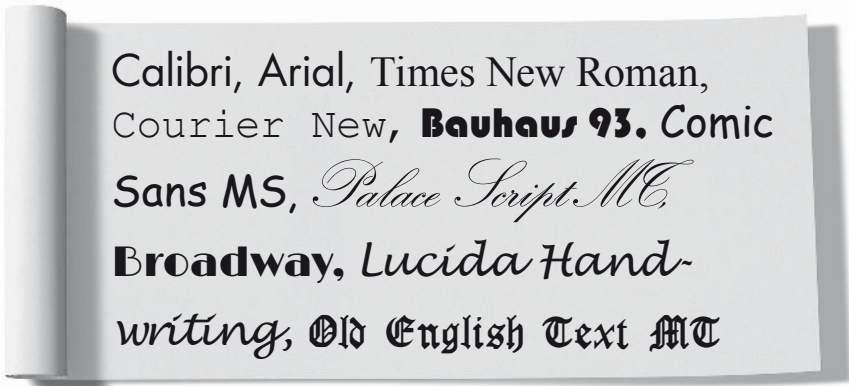 Calibri, Arial, Times New Roman,
Courier New, Bauhaus 93, Comic
Sans MS, Palace Script MT,
Broadway, Lucida Hand-
writing, Old English Text MT